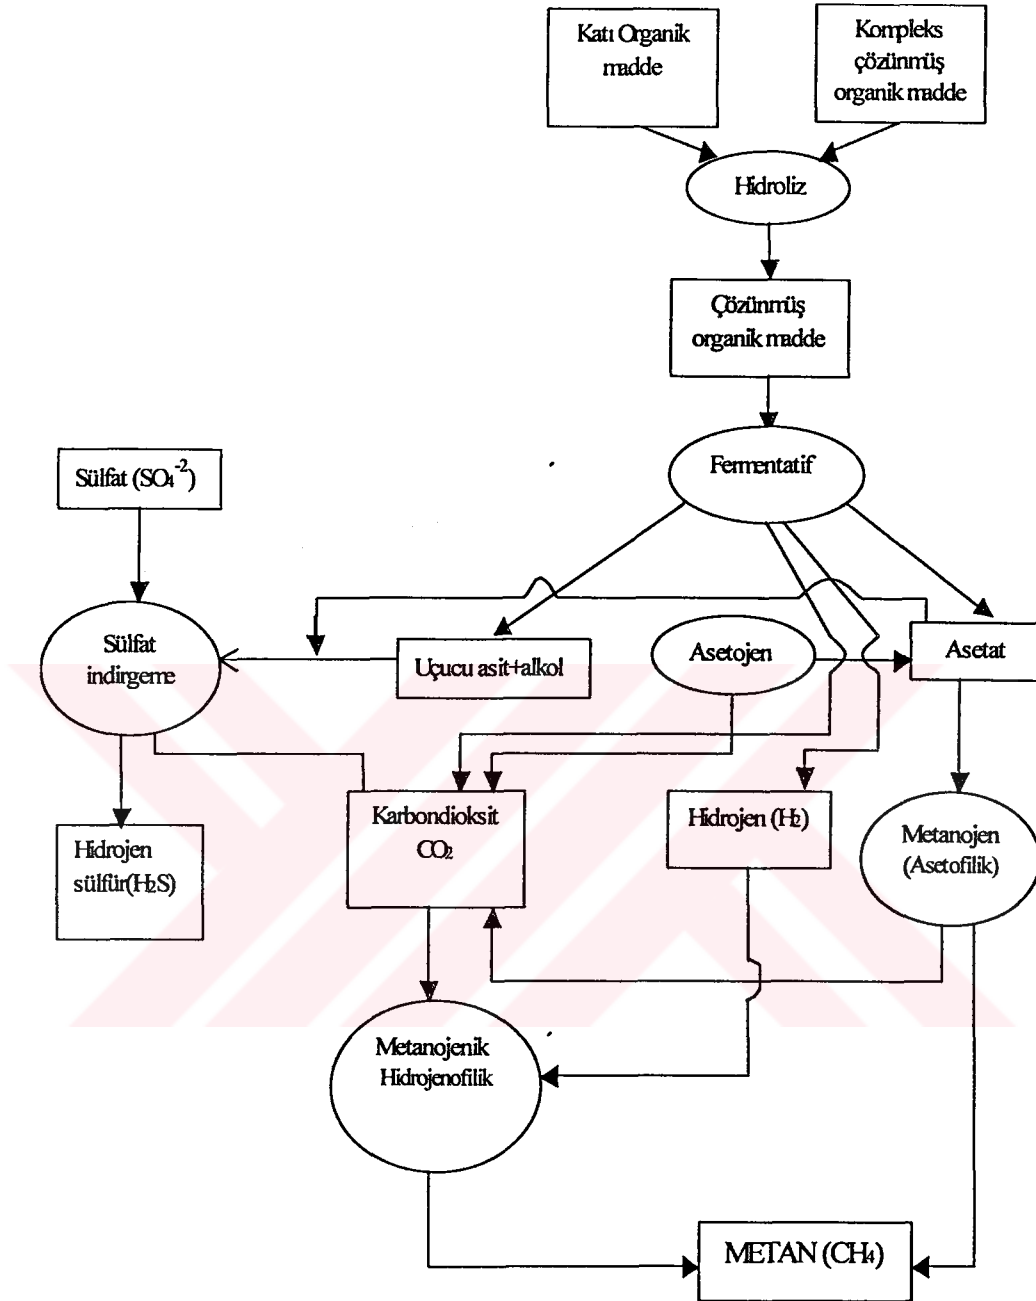 Katı Organik
madde
Kompleks
çözünmüş
organik madde
Hidroliz
Çözünmüş
organik madde
Fermentatif
Sülfat (SO₄⁻²)
Sülfat
indirgeme
Uçucu asit+alkol
Asetojen
Asetat
Karbondioksit
CO₂
Hidrojen (H₂)
Metanojen
(Asetofilik)
Hidrojen
sülfür(H₂S)
Metanojenik
Hidrojenofilik
METAN (CH₄)